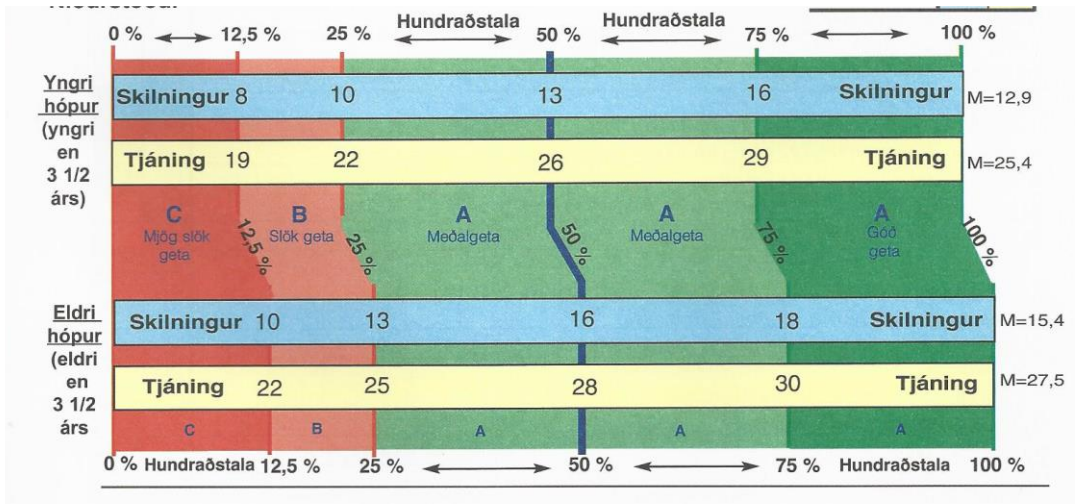 Hundraðstala Hundraðstala
0 % 12,5 % 25 % 50 % 75 % 100 %
Yngri hópur (yngri en 3 1/2 árs)
Skilningur 8 10 13 16 Skilningur M=12,9
Tjáning 19 22 26 29 Tjáning M=25,4
C B A A A
Mjög slök geta Slök geta Meðalgeta Meðalgeta Góð geta
12,5 % 25 % 50 % 75 % 100 %
Eldri hópur (eldri en 3 1/2 árs
Skilningur 10 13 16 18 Skilningur M=15,4
Tjáning 22 25 28 30 Tjáning M=27,5
C B A A A
0 % Hundraðstala 12,5 % 25 % 50 % 75 % Hundraðstala 100 %